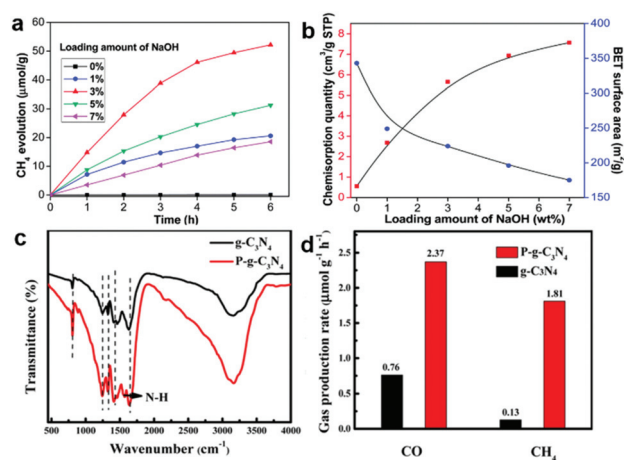 a
Loading amount of NaOH
0%
1%
3%
5%
7%
CH₄ evolution (μmol/g)
60
50
40
30
20
10
0
0 1 2 3 4 5 6
Time (h)
b
Chemisorption quantity (cm³/g STP)
8
7
6
5
4
3
2
1
0
BET surface area (m²/g)
400
350
300
250
200
150
0 1 2 3 4 5 6 7
Loading amount of NaOH (wt%)
c
g-C₃N₄
P-g-C₃N₄
N-H
Transmittance (%)
500 1000 1500 2000 2500 3000 3500 4000
Wavenumber (cm⁻¹)
d
P-g-C₃N₄
g-C₃N₄
Gas production rate (μmol g⁻¹ h⁻¹)
2.5
2.0
1.5
1.0
0.5
0.0
0.76
2.37
0.13
1.81
CO CH₄